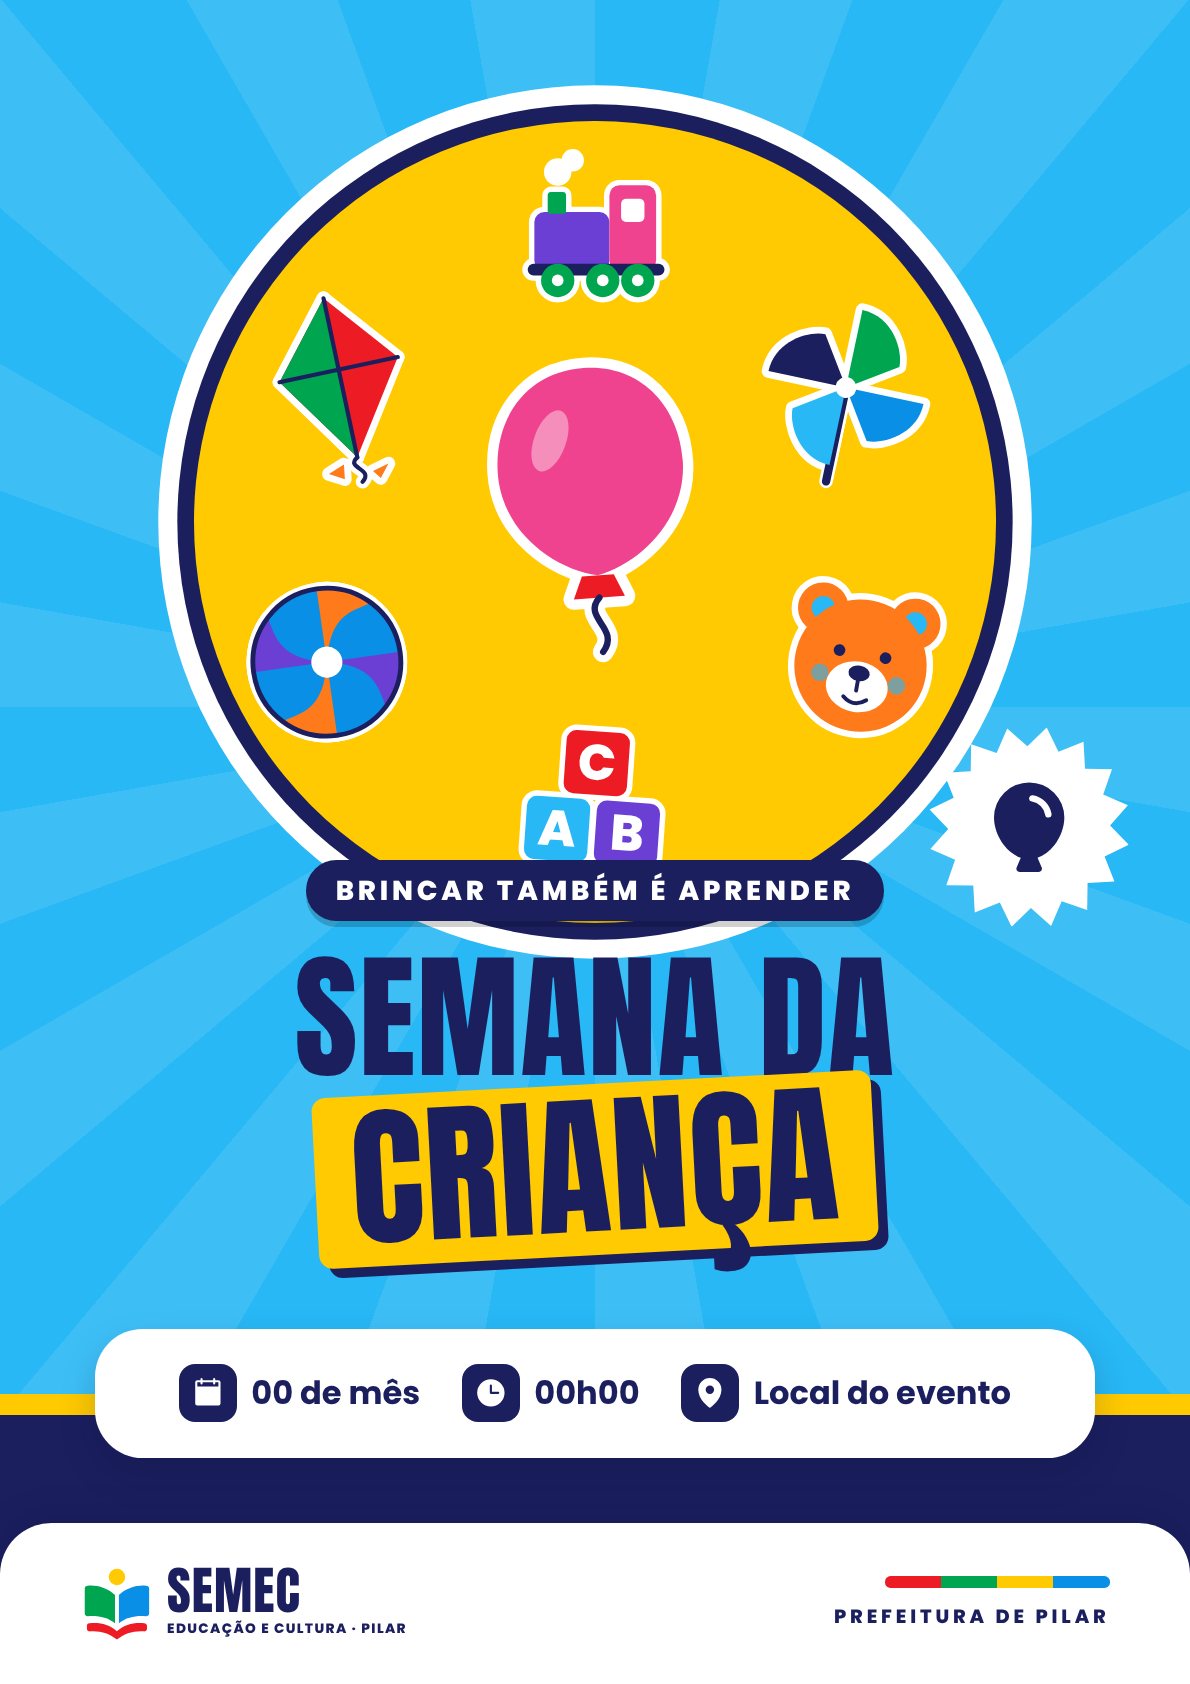 C
A B
BRINCAR TAMBÉM É APRENDER
SEMANA DA
CRIANÇA
00 de mês
00h00
Local do evento
SEMEC
EDUCAÇÃO E CULTURA · PILAR
PREFEITURA DE PILAR